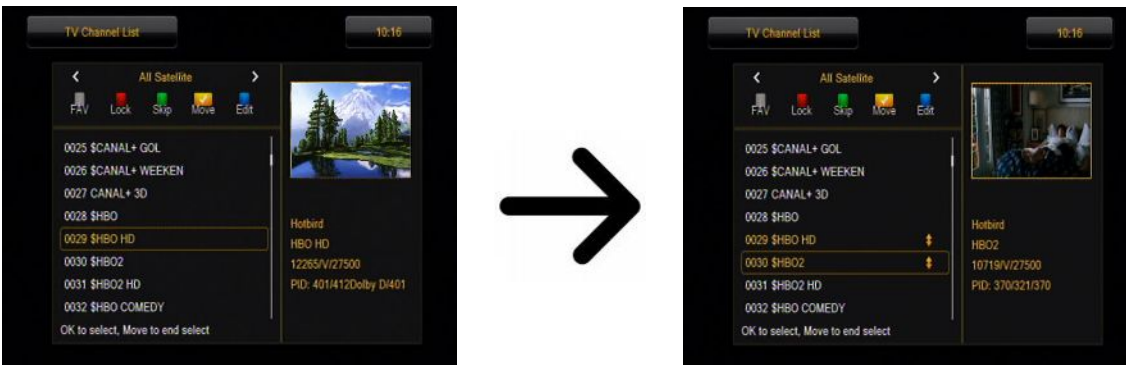 TV Channel List
10:16
All Satellite
FAV Lock Skip Move Edit
0025 $CANAL+ GOL
0026 $CANAL+ WEEKEN
0027 CANAL+ 3D
0028 $HBO
0029 $HBO HD
0030 $HBO2
0031 $HBO2 HD
0032 $HBO COMEDY
OK to select, Move to end select
Hotbird
HBO HD
12265/V/27500
PID: 401/412Dolby D/401
TV Channel List
10:16
All Satellite
FAV Lock Skip Move Edit
0025 $CANAL+ GOL
0026 $CANAL+ WEEKEN
0027 CANAL+ 3D
0028 $HBO
0029 $HBO HD
0030 $HBO2
0031 $HBO2 HD
0032 $HBO COMEDY
OK to select, Move to end select
Hotbird
HBO2
10719/V/27500
PID: 370/321/370